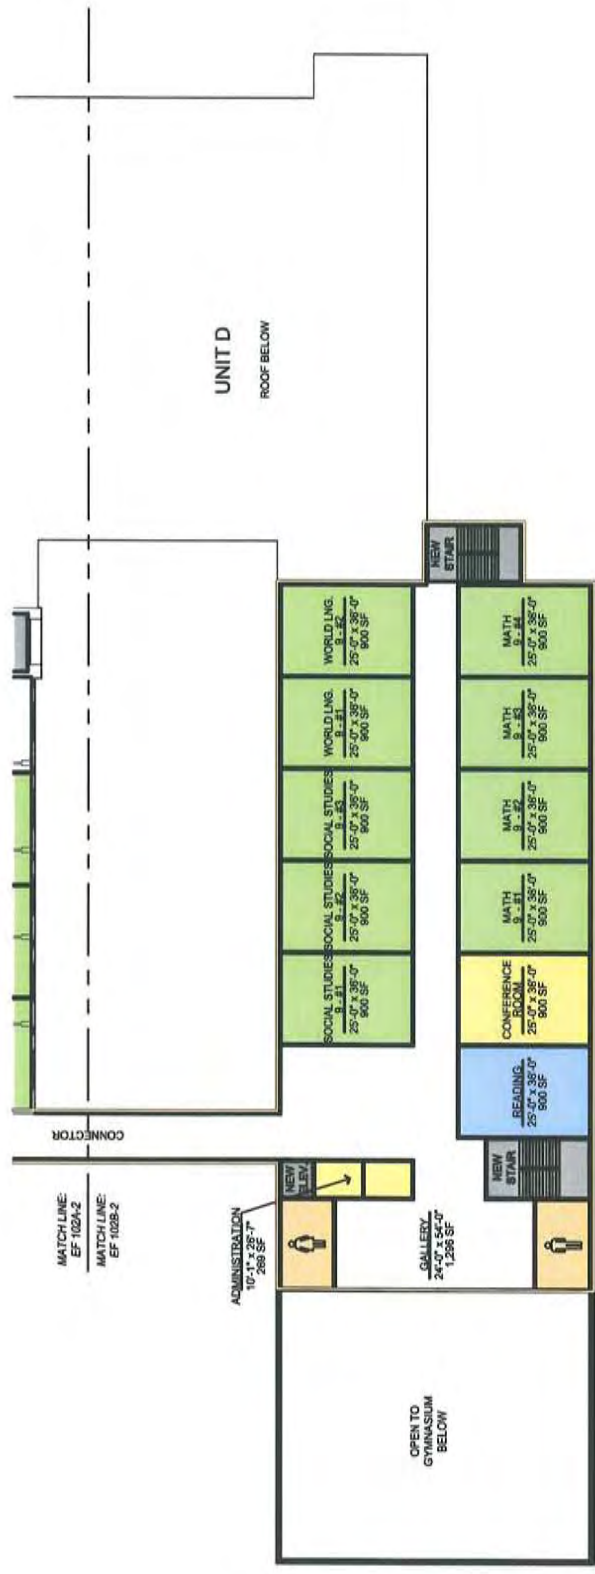 MATCH LINE:
EF 102A-2
MATCH LINE:
EF 102B-2
CONNECTOR
UNIT D
ROOF BELOW
OPEN TO
GYMNASIUM
BELOW
ADMINISTRATION
10'-1" x 26'-7"
269 SF
NEW
ELEV.
GALLERY
24'-0" x 54'-0"
1,296 SF
SOCIAL STUDIES
9 - #1
25'-0" x 36'-0"
900 SF
SOCIAL STUDIES
9 - #2
25'-0" x 36'-0"
900 SF
SOCIAL STUDIES
9 - #3
25'-0" x 36'-0"
900 SF
WORLD LNG.
9 - #1
25'-0" x 36'-0"
900 SF
WORLD LNG.
9 - #2
25'-0" x 36'-0"
900 SF
NEW
STAIR
READING
25'-0" x 36'-0"
900 SF
CONFERENCE
ROOM
25'-0" x 36'-0"
900 SF
MATH
9 - #1
25'-0" x 36'-0"
900 SF
MATH
9 - #2
25'-0" x 36'-0"
900 SF
MATH
9 - #3
25'-0" x 36'-0"
900 SF
MATH
9 - #4
25'-0" x 36'-0"
900 SF
NEW
STAIR